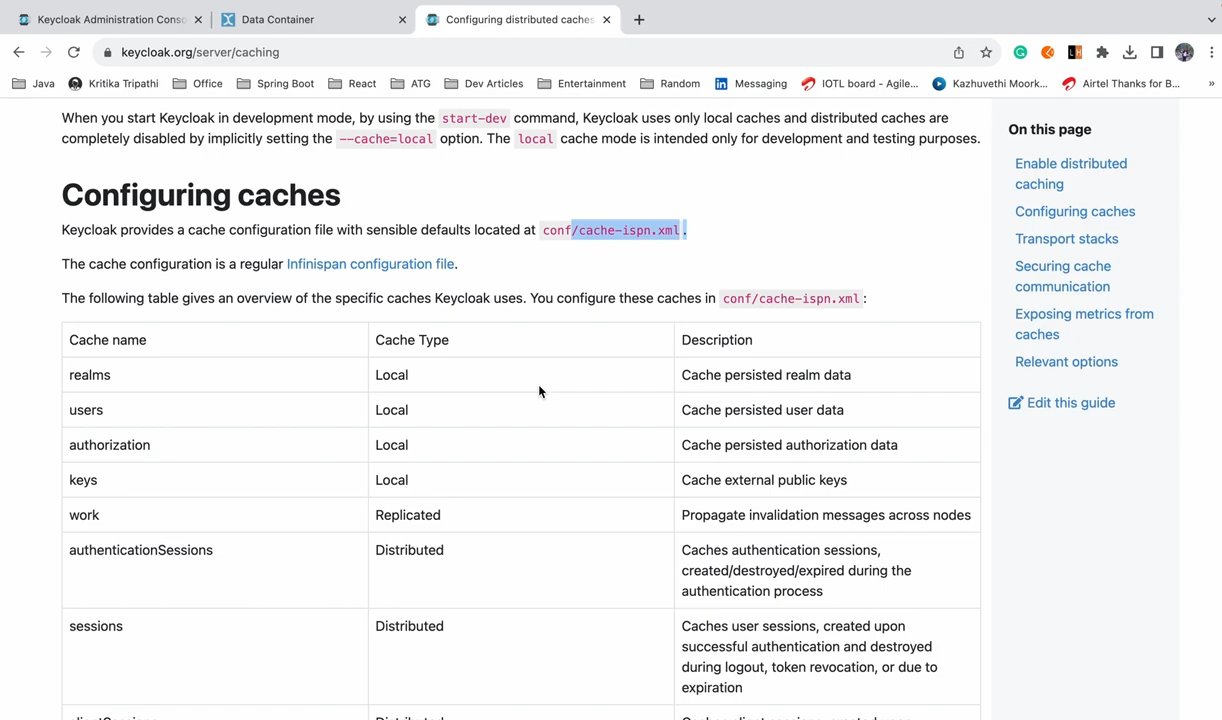 Keycloak Administration Conso
Data Container
Configuring distributed caches
keycloak.org/server/caching
Java
Kritika Tripathi
Office
Spring Boot
React
ATG
Dev Articles
Entertainment
Random
Messaging
IOTL board - Agile...
Kazhuvethi Moork...
Airtel Thanks for B...
»
When you start Keycloak in development mode, by using the start-dev command, Keycloak uses only local caches and distributed caches are
completely disabled by implicitly setting the --cache=local option. The local cache mode is intended only for development and testing purposes.
Configuring caches
Keycloak provides a cache configuration file with sensible defaults located at conf/cache-ispn.xml.
The cache configuration is a regular Infinispan configuration file.
The following table gives an overview of the specific caches Keycloak uses. You configure these caches in conf/cache-ispn.xml:
Cache name Cache Type Description
realms Local Cache persisted realm data
users Local Cache persisted user data
authorization Local Cache persisted authorization data
keys Local Cache external public keys
work Replicated Propagate invalidation messages across nodes
authenticationSessions Distributed Caches authentication sessions,
created/destroyed/expired during the
authentication process
sessions Distributed Caches user sessions, created upon
successful authentication and destroyed
during logout, token revocation, or due to
expiration
On this page
Enable distributed
caching
Configuring caches
Transport stacks
Securing cache
communication
Exposing metrics from
caches
Relevant options
Edit this guide